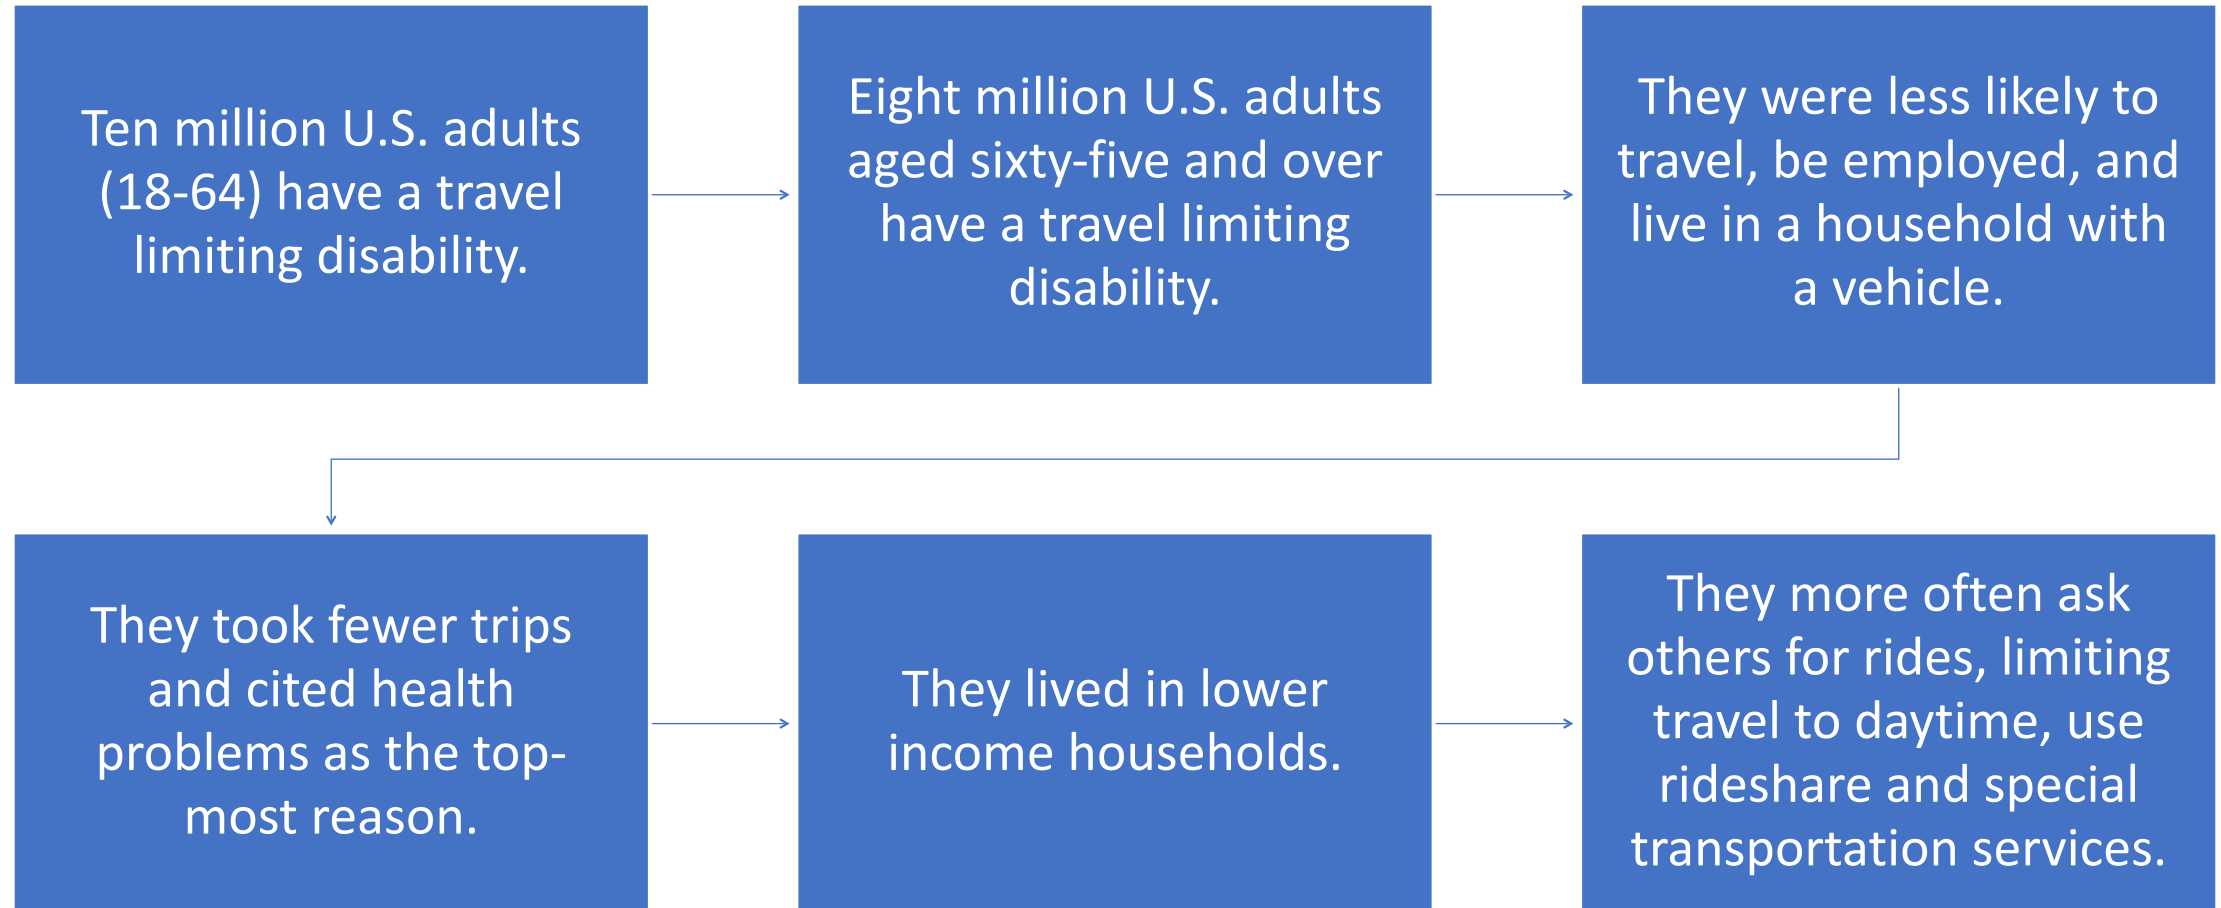 Ten million U.S. adults
(18-64) have a travel
limiting disability.
Eight million U.S. adults
aged sixty-five and over
have a travel limiting
disability.
They were less likely to
travel, be employed, and
live in a household with
a vehicle.
They took fewer trips
and cited health
problems as the top-
most reason.
They lived in lower
income households.
They more often ask
others for rides, limiting
travel to daytime, use
rideshare and special
transportation services.